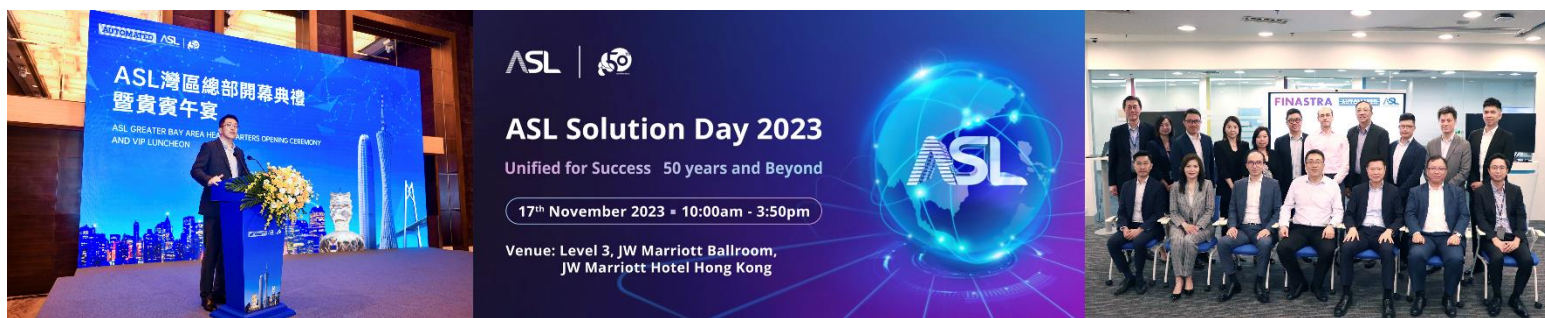 AUTOMATED ASL 50
ASL灣區總部開幕典禮
暨貴賓午宴
ASL GREATER BAY AREA HEADQUARTERS OPENING CEREMONY
AND VIP LUNCHEON
ASL 50
ASL Solution Day 2023
Unified for Success 50 years and Beyond
17th November 2023 ▪ 10:00am - 3:50pm
Venue: Level 3, JW Marriott Ballroom,
JW Marriott Hotel Hong Kong
ASL
FINASTRA AUTOMATED ASL